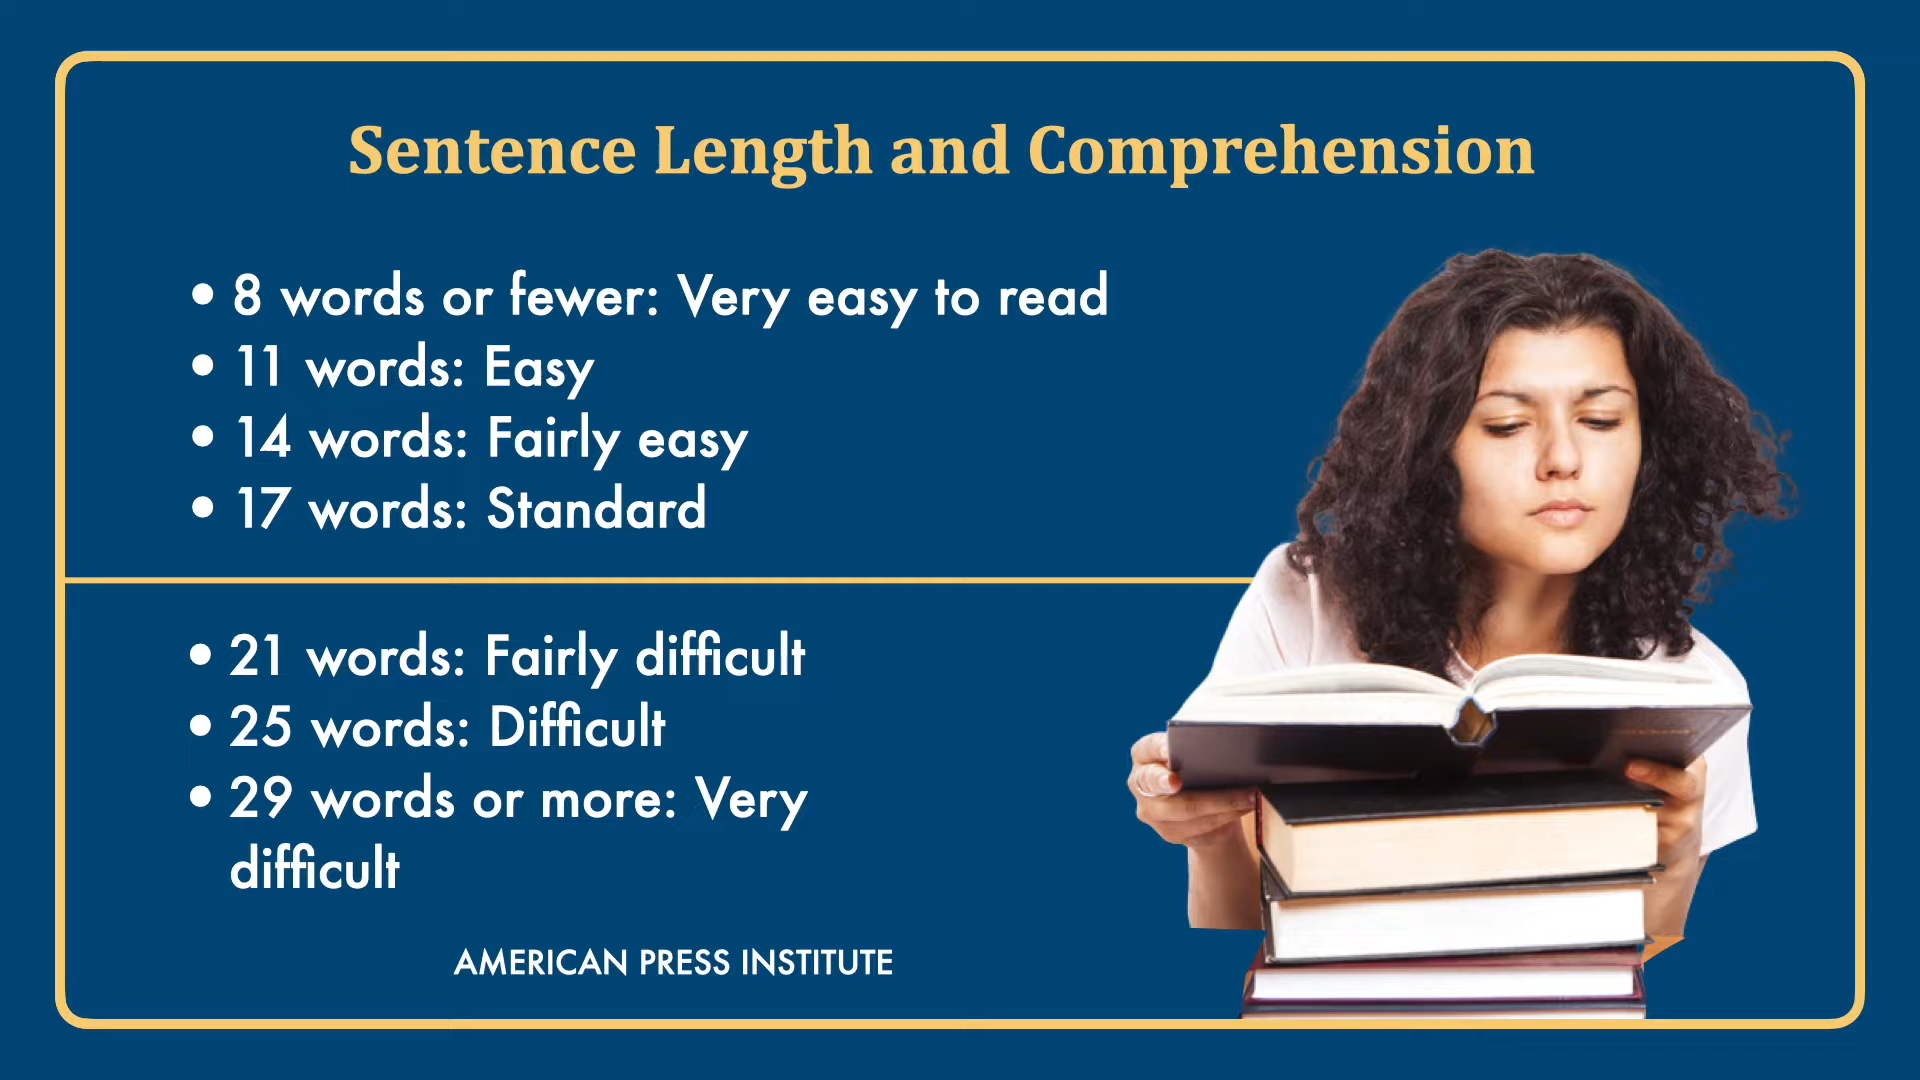 Sentence Length and Comprehension
• 8 words or fewer: Very easy to read
• 11 words: Easy
• 14 words: Fairly easy
• 17 words: Standard
• 21 words: Fairly difficult
• 25 words: Difficult
• 29 words or more: Very
difficult
AMERICAN PRESS INSTITUTE